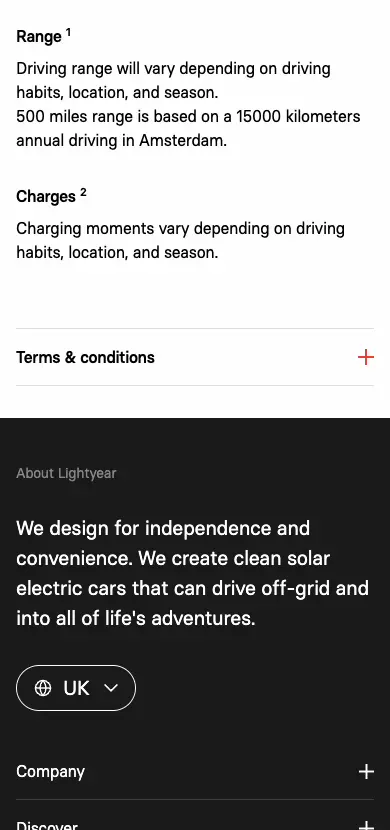 Range 1
Driving range will vary depending on driving
habits, location, and season.
500 miles range is based on a 15000 kilometers
annual driving in Amsterdam.
Charges 2
Charging moments vary depending on driving
habits, location, and season.
Terms & conditions
About Lightyear
We design for independence and
convenience. We create clean solar
electric cars that can drive off-grid and
into all of life's adventures.
UK
Company
Discover